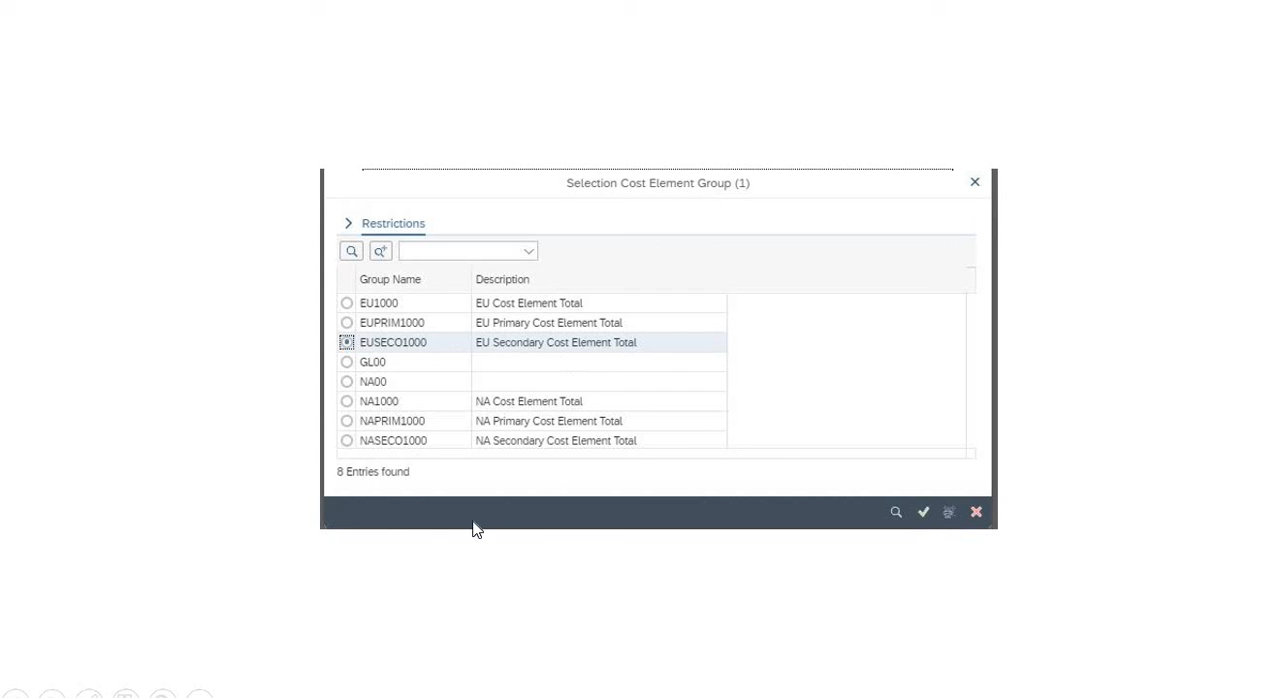 Selection Cost Element Group (1)
Restrictions
Group Name Description
EU1000 EU Cost Element Total
EUPRIM1000 EU Primary Cost Element Total
EUSECO1000 EU Secondary Cost Element Total
GL00
NA00
NA1000 NA Cost Element Total
NAPRIM1000 NA Primary Cost Element Total
NASECO1000 NA Secondary Cost Element Total
8 Entries found